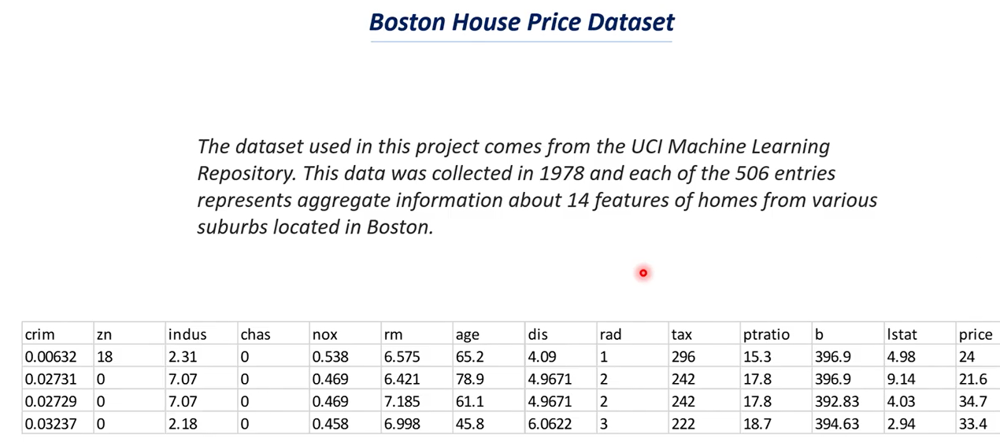 Boston House Price Dataset
The dataset used in this project comes from the UCI Machine Learning
Repository. This data was collected in 1978 and each of the 506 entries
represents aggregate information about 14 features of homes from various
suburbs located in Boston.
crim zn indus chas nox rm age dis rad tax ptratio b lstat price
0.00632 18 2.31 0 0.538 6.575 65.2 4.09 1 296 15.3 396.9 4.98 24
0.02731 0 7.07 0 0.469 6.421 78.9 4.9671 2 242 17.8 396.9 9.14 21.6
0.02729 0 7.07 0 0.469 7.185 61.1 4.9671 2 242 17.8 392.83 4.03 34.7
0.03237 0 2.18 0 0.458 6.998 45.8 6.0622 3 222 18.7 394.63 2.94 33.4